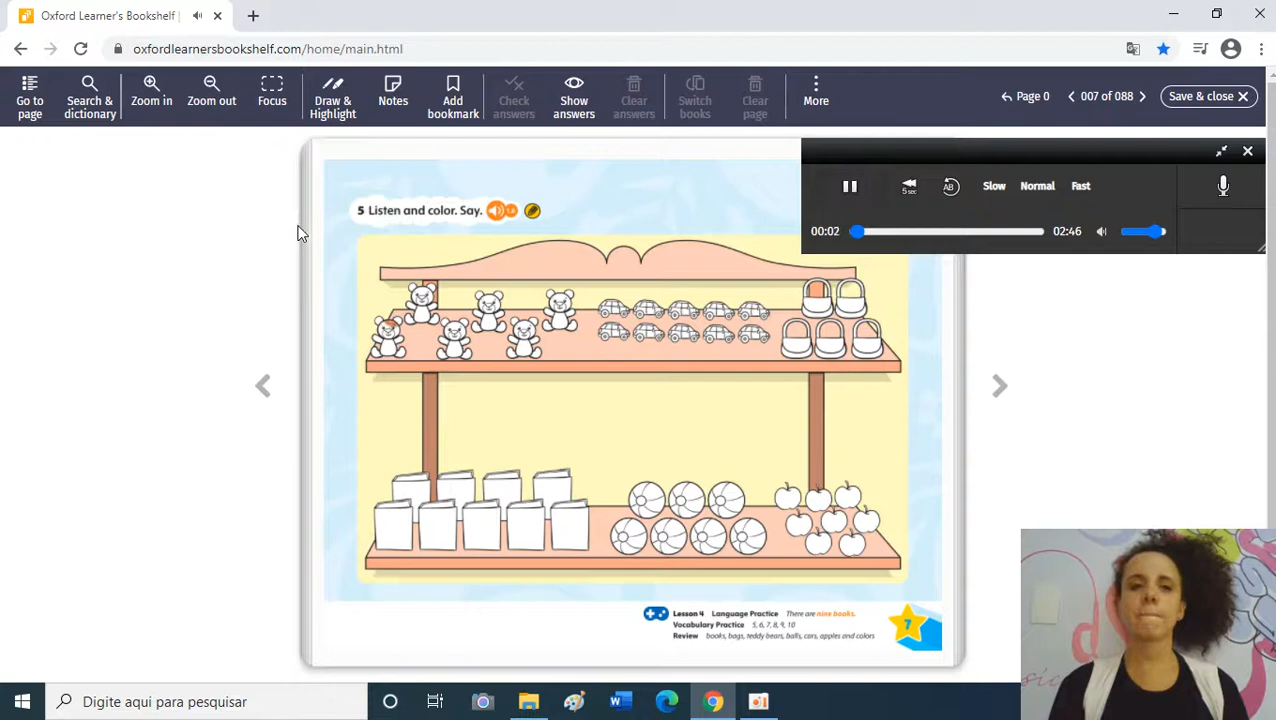 Oxford Learner's Bookshelf |
oxfordlearnersbookshelf.com/home/main.html
Go to page
Search & dictionary
Zoom in
Zoom out
Focus
Draw & Highlight
Notes
Add bookmark
Check answers
Show answers
Clear answers
Switch books
Clear page
More
Page 0
007 of 088
Save & close
5 sec
AB
Slow
Normal
Fast
00:02
02:46
5 Listen and color. Say.
Lesson 4 Language Practice There are nine books.
Vocabulary Practice 5, 6, 7, 8, 9, 10
Review books, bags, teddy bears, balls, cars, apples and colors
7
Digite aqui para pesquisar